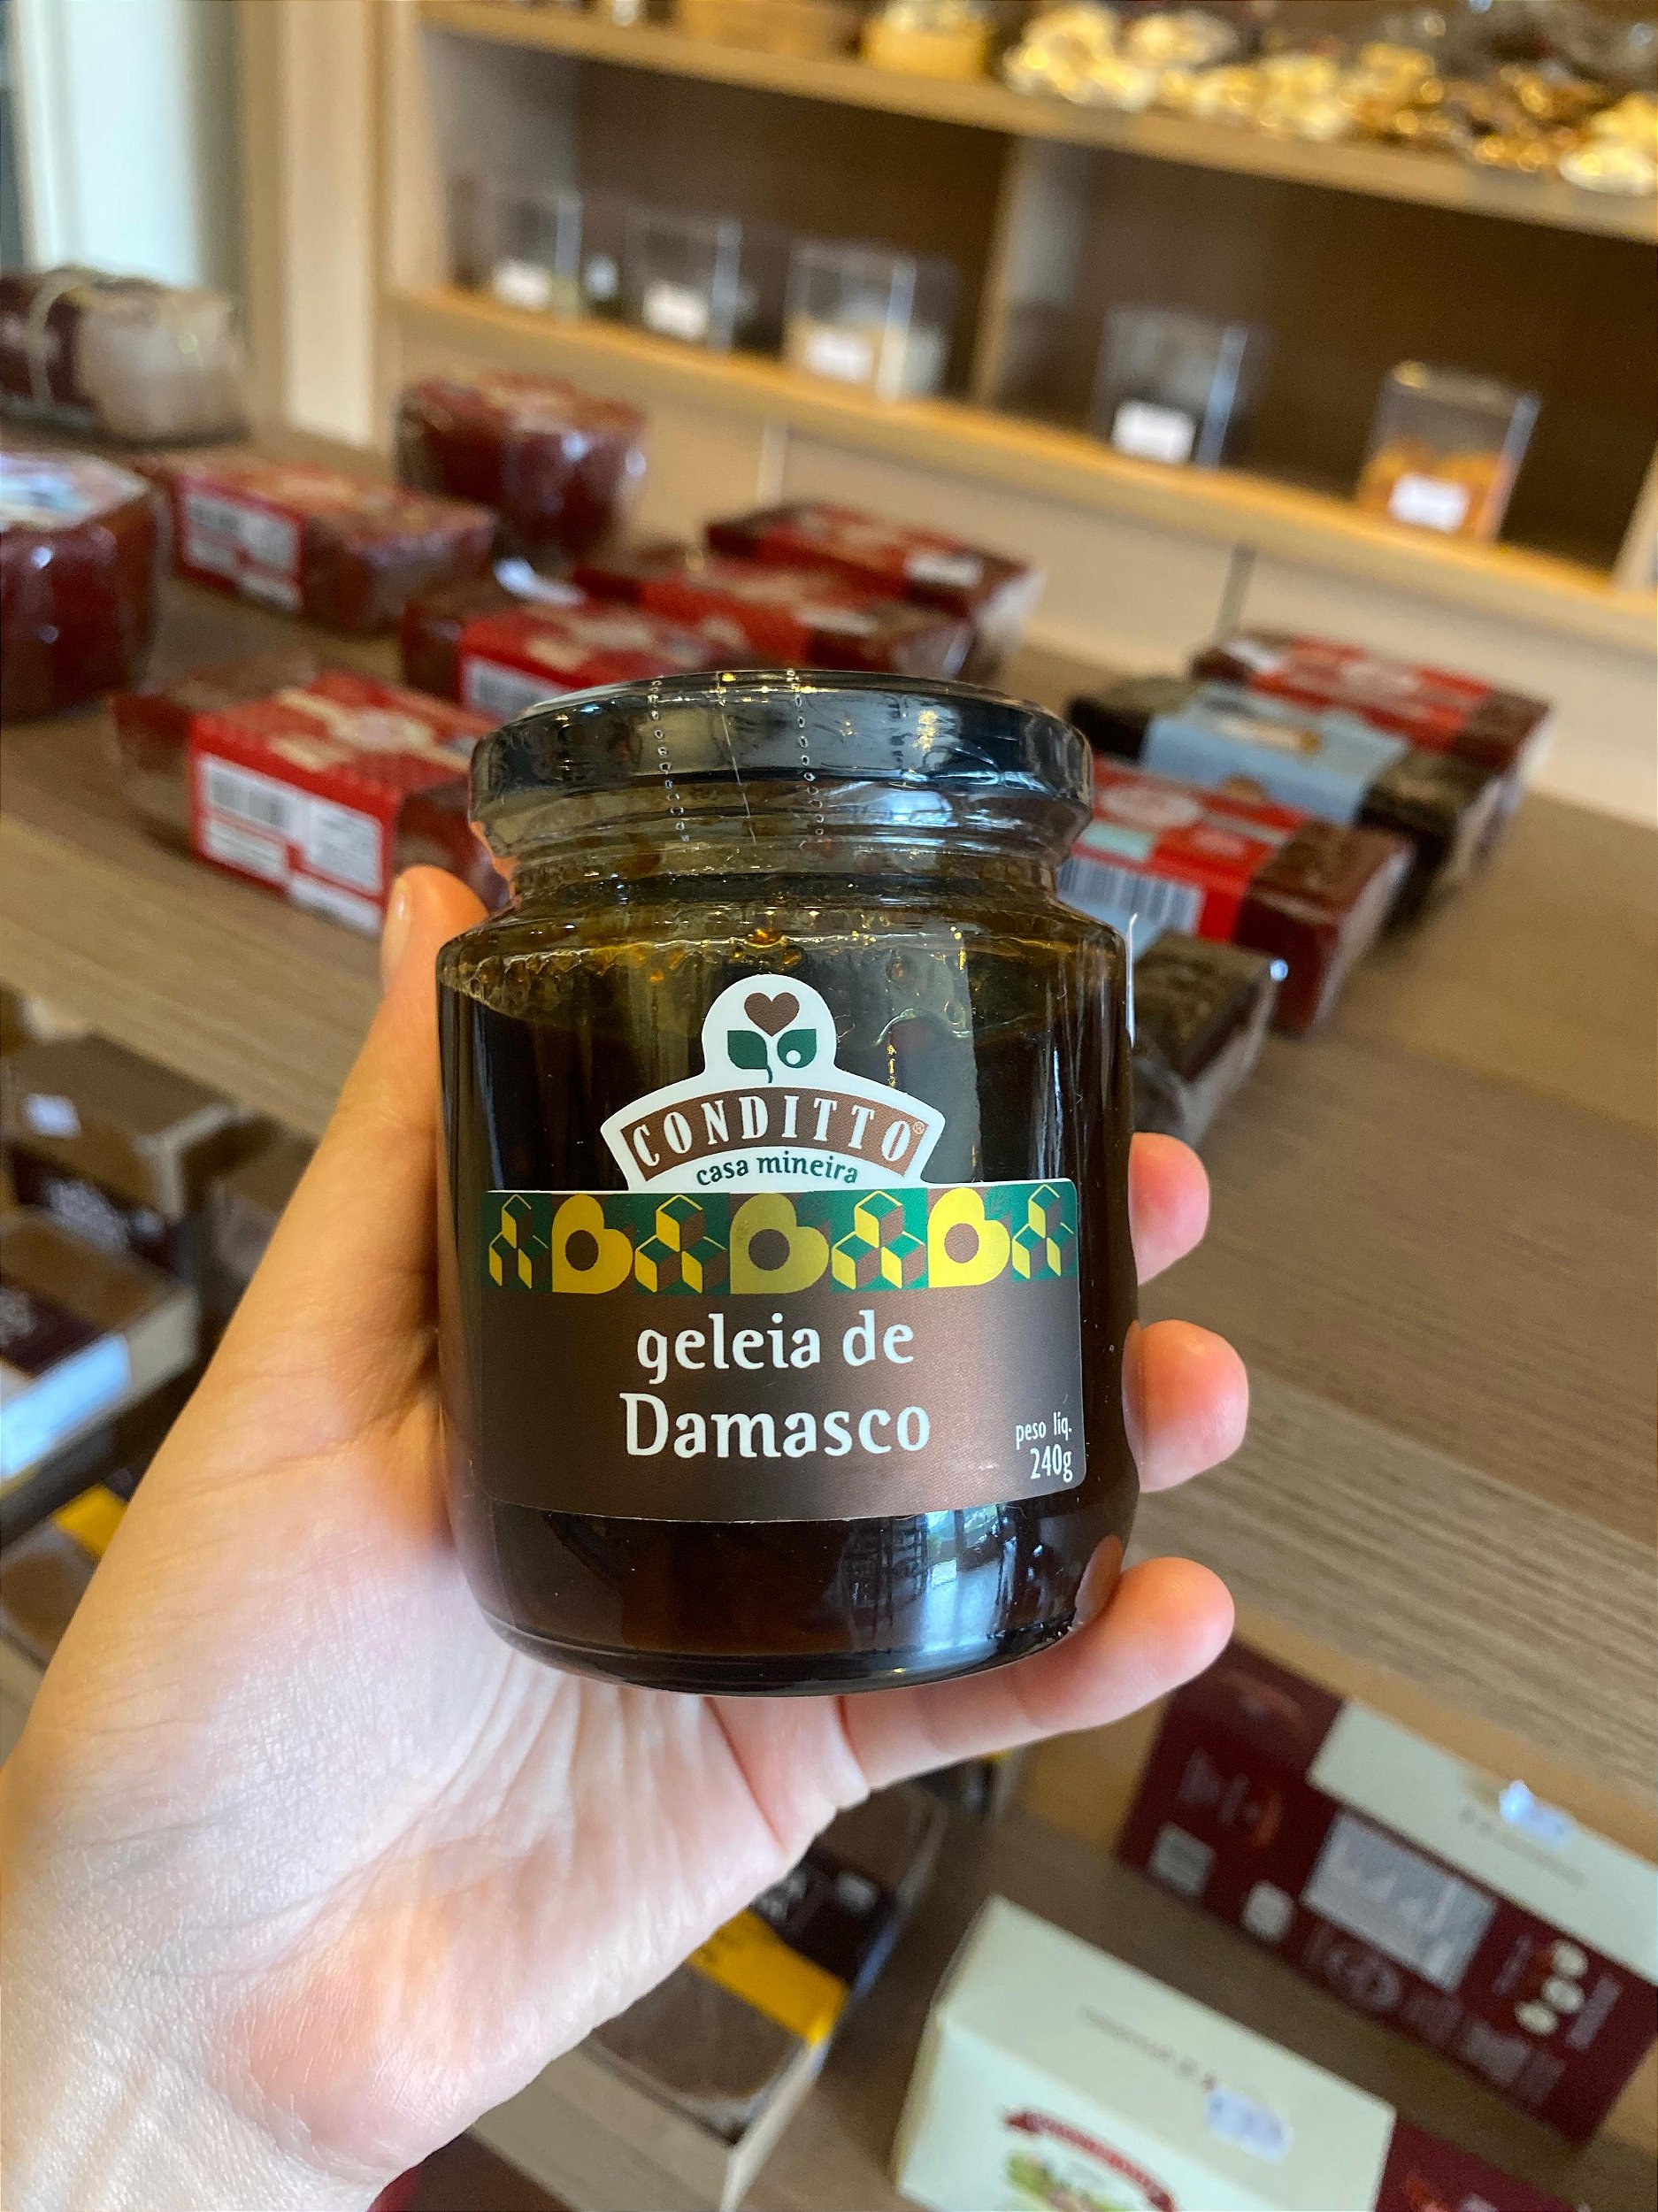 CONDITTO®
casa mineira
geleia de
Damasco
peso líq.
240g